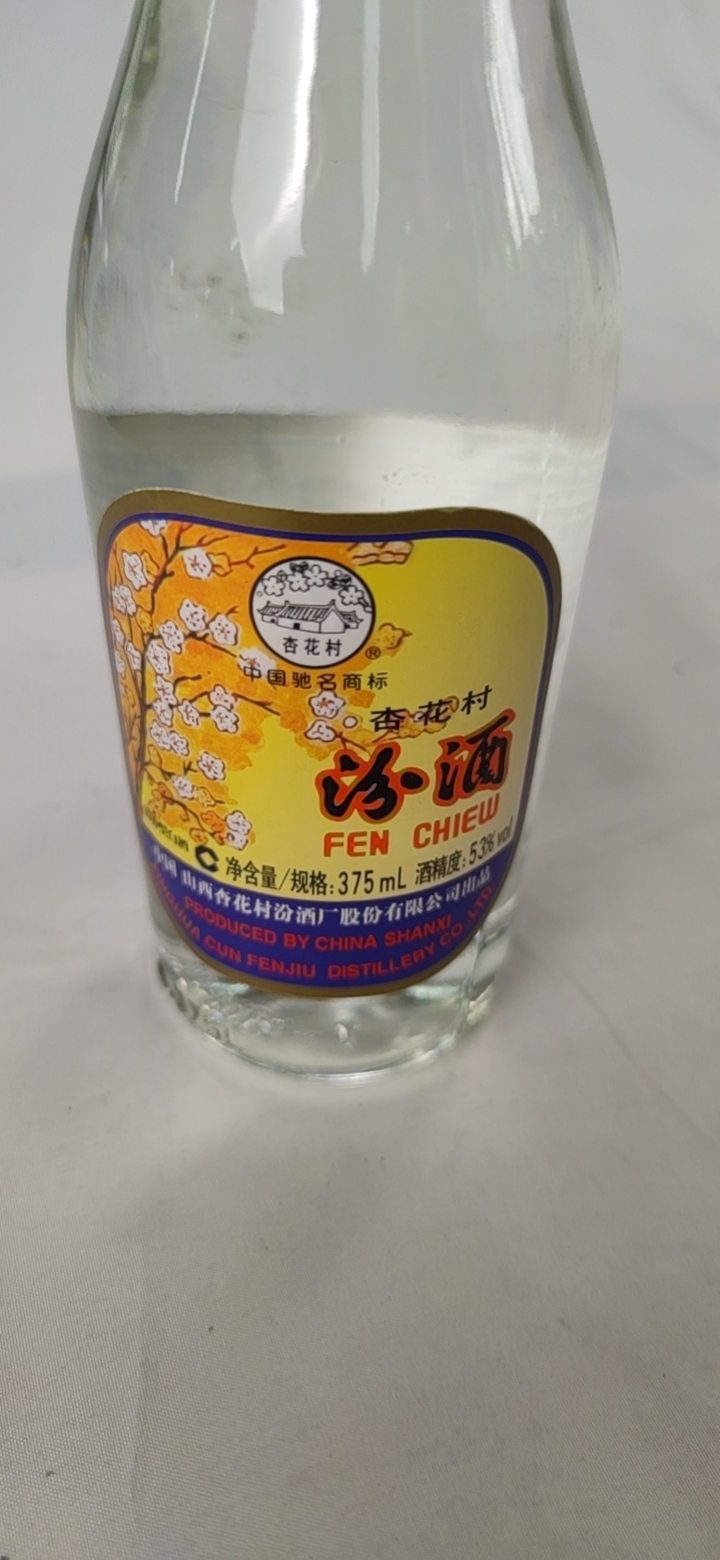 杏花村
®
中国驰名商标
杏花村
汾酒
FEN CHIEW
净含量/规格:375mL 酒精度:53%vol
中国 山西杏花村汾酒厂股份有限公司出品
PRODUCED BY CHINA SHANXI
CUN FENJIU DISTILLERY CO.,LTD